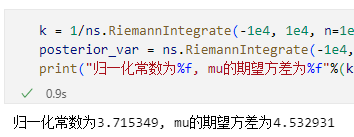 k = 1/ns.RiemannIntegrate(-1e4, 1e4, n=1e
posterior_var = ns.RiemannIntegrate(-1e4,
print("归一化常数为%f, mu的期望方差为%f"%(k
0.9s
归一化常数为3.715349, mu的期望方差为4.532931